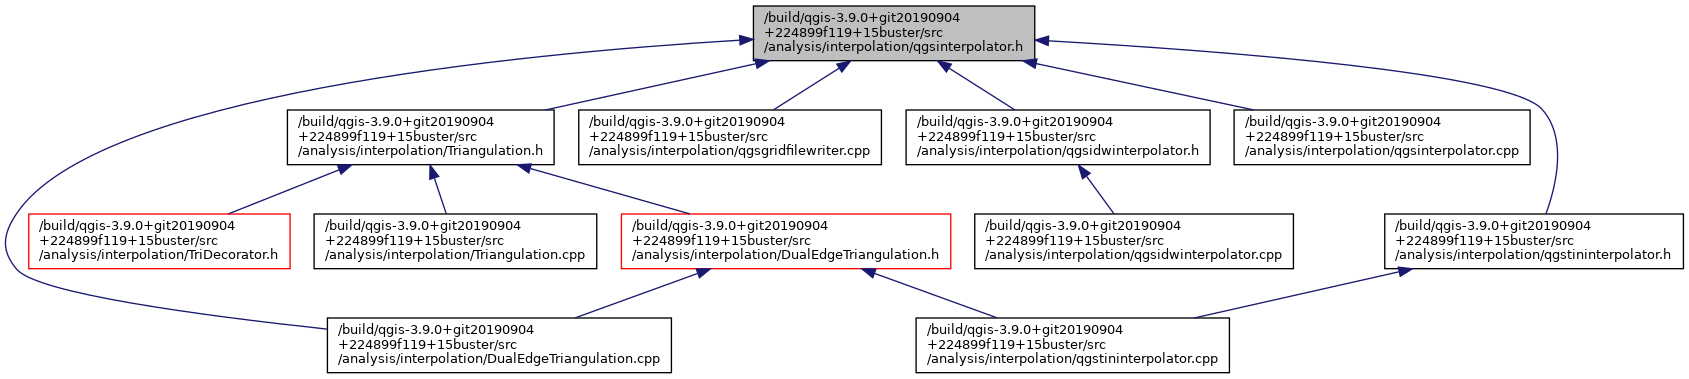 /build/qgis-3.9.0+git20190904
+224899f119+15buster/src
/analysis/interpolation/qgsinterpolator.h
/build/qgis-3.9.0+git20190904
+224899f119+15buster/src
/analysis/interpolation/Triangulation.h
/build/qgis-3.9.0+git20190904
+224899f119+15buster/src
/analysis/interpolation/qgsgridfilewriter.cpp
/build/qgis-3.9.0+git20190904
+224899f119+15buster/src
/analysis/interpolation/qgsidwinterpolator.h
/build/qgis-3.9.0+git20190904
+224899f119+15buster/src
/analysis/interpolation/qgsinterpolator.cpp
/build/qgis-3.9.0+git20190904
+224899f119+15buster/src
/analysis/interpolation/TriDecorator.h
/build/qgis-3.9.0+git20190904
+224899f119+15buster/src
/analysis/interpolation/Triangulation.cpp
/build/qgis-3.9.0+git20190904
+224899f119+15buster/src
/analysis/interpolation/DualEdgeTriangulation.h
/build/qgis-3.9.0+git20190904
+224899f119+15buster/src
/analysis/interpolation/qgsidwinterpolator.cpp
/build/qgis-3.9.0+git20190904
+224899f119+15buster/src
/analysis/interpolation/qgstininterpolator.h
/build/qgis-3.9.0+git20190904
+224899f119+15buster/src
/analysis/interpolation/DualEdgeTriangulation.cpp
/build/qgis-3.9.0+git20190904
+224899f119+15buster/src
/analysis/interpolation/qgstininterpolator.cpp